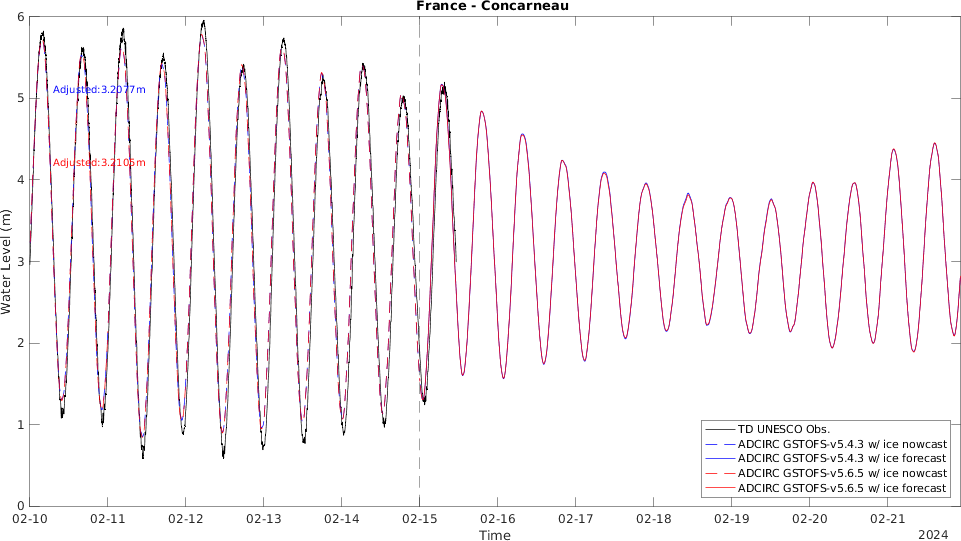 France - Concarneau
6
5
4
3
2
1
0
Water Level (m)
Adjusted:3.2077m
Adjusted:3.2105m
TD UNESCO Obs.
ADCIRC GSTOFS-v5.4.3 w/ ice nowcast
ADCIRC GSTOFS-v5.4.3 w/ ice forecast
ADCIRC GSTOFS-v5.6.5 w/ ice nowcast
ADCIRC GSTOFS-v5.6.5 w/ ice forecast
02-10 02-11 02-12 02-13 02-14 02-15 02-16 02-17 02-18 02-19 02-20 02-21
Time
2024